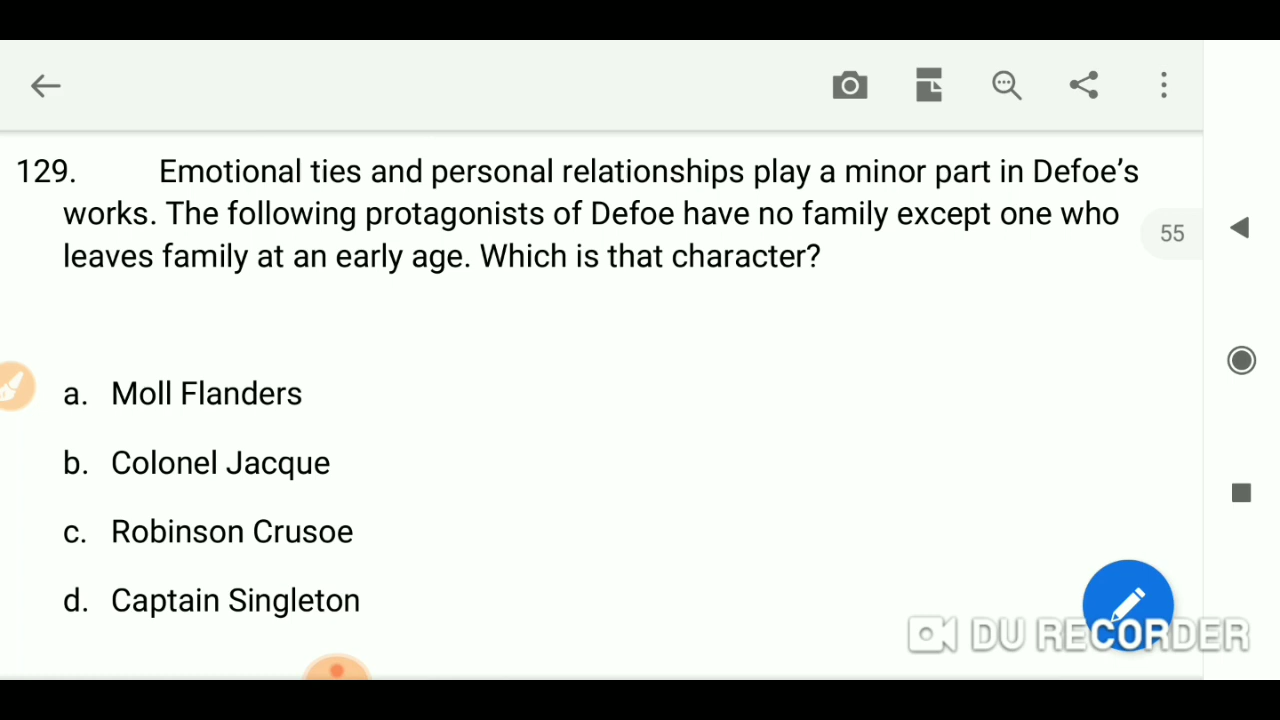 129. Emotional ties and personal relationships play a minor part in Defoe's
works. The following protagonists of Defoe have no family except one who
leaves family at an early age. Which is that character?
55
a. Moll Flanders
b. Colonel Jacque
c. Robinson Crusoe
d. Captain Singleton
DU RECORDER